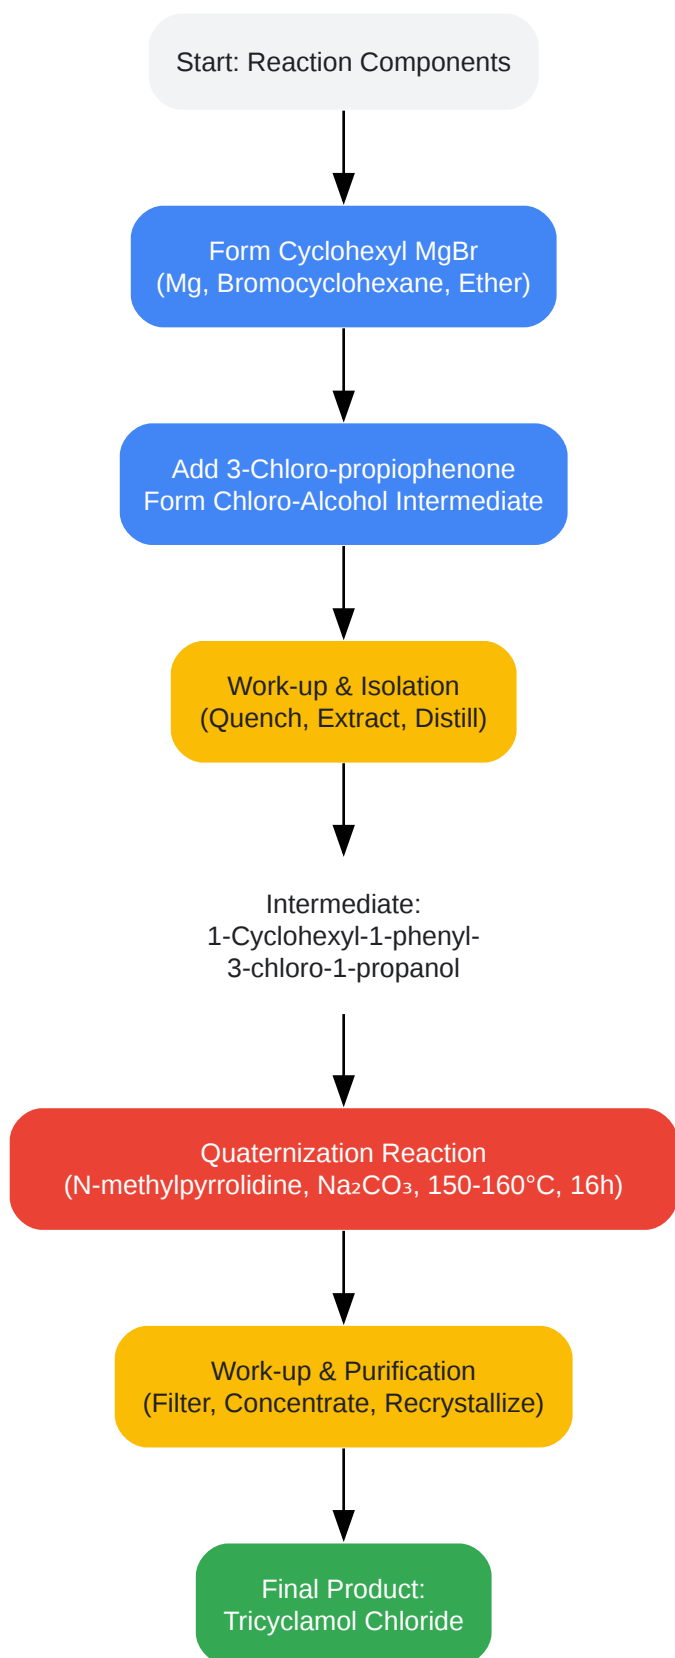 Start: Reaction Components
Form Cyclohexyl MgBr
(Mg, Bromocyclohexane, Ether)
Add 3-Chloro-propiophenone
Form Chloro-Alcohol Intermediate
Work-up & Isolation
(Quench, Extract, Distill)
Intermediate:
1-Cyclohexyl-1-phenyl-
3-chloro-1-propanol
Quaternization Reaction
(N-methylpyrrolidine, Na₂CO₃, 150-160°C, 16h)
Work-up & Purification
(Filter, Concentrate, Recrystallize)
Final Product:
Tricyclamol Chloride